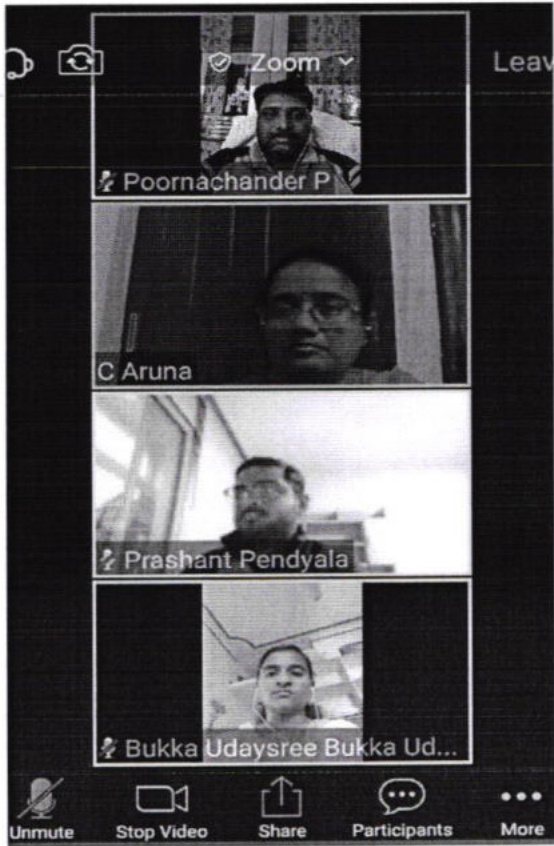 Zoom
Leav
Poornachander P
C Aruna
Prashant Pendyala
Bukka Udaysree Bukka Ud...
Unmute
Stop Video
Share
Participants
More